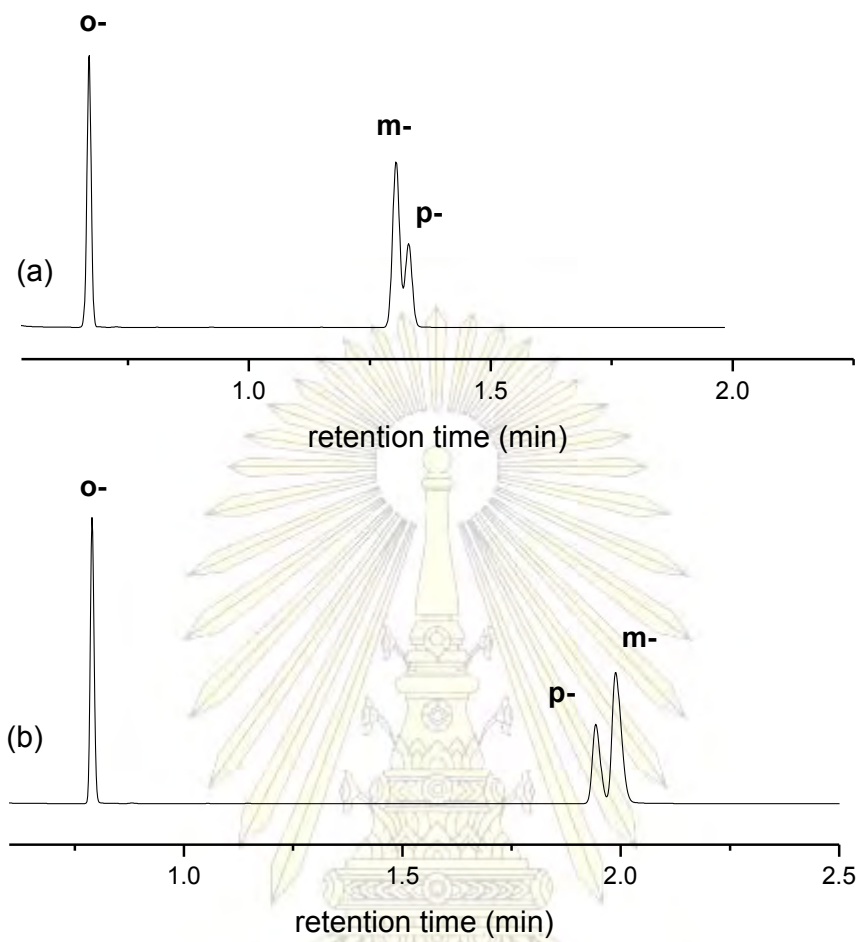 o-
m-
p-
(a)
1.0 1.5 2.0
retention time (min)
o-
m-
p-
(b)
1.0 1.5 2.0 2.5
retention time (min)